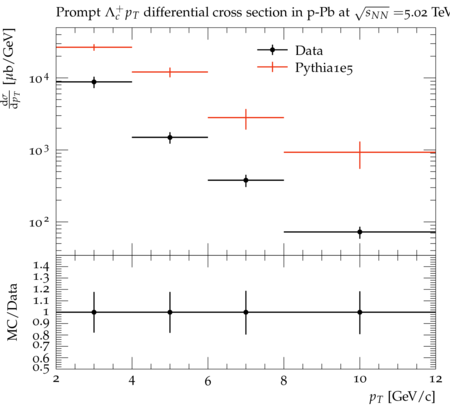 Prompt Λc+ pT differential cross section in p-Pb at √sNN =5.02 TeV
dσ/dpT [μb/GeV]
Data
Pythia1e5
10^4
10^3
10^2
MC/Data
1.4
1.3
1.2
1.1
1
0.9
0.8
0.7
0.6
0.5
2 4 6 8 10 12
pT [GeV/c]